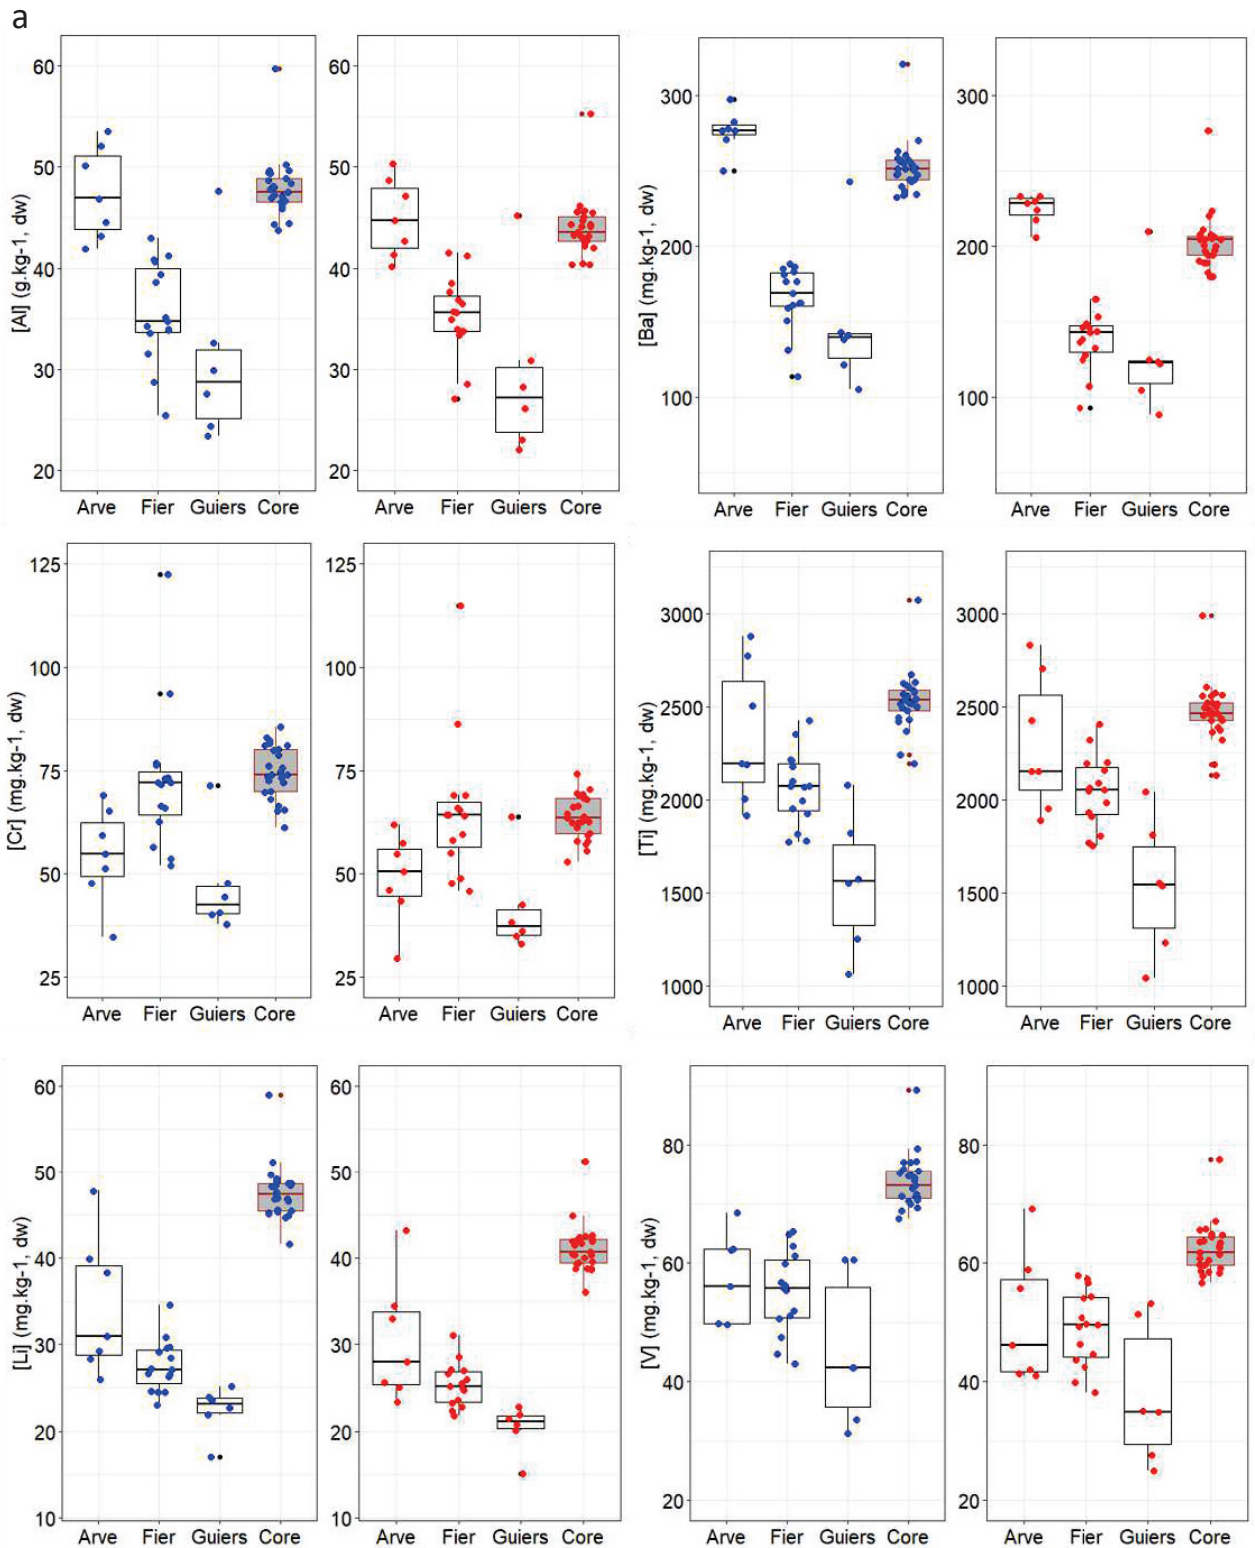 a
[Al] (g.kg-1, dw)
60
50
40
30
20
Arve Fier Guiers Core
60
50
40
30
20
Arve Fier Guiers Core
[Ba] (mg.kg-1, dw)
300
200
100
Arve Fier Guiers Core
300
200
100
Arve Fier Guiers Core
[Cr] (mg.kg-1, dw)
125
100
75
50
25
Arve Fier Guiers Core
125
100
75
50
25
Arve Fier Guiers Core
[Ti] (mg.kg-1, dw)
3000
2500
2000
1500
1000
Arve Fier Guiers Core
3000
2500
2000
1500
1000
Arve Fier Guiers Core
[Li] (mg.kg-1, dw)
60
50
40
30
20
10
Arve Fier Guiers Core
60
50
40
30
20
10
Arve Fier Guiers Core
[V] (mg.kg-1, dw)
80
60
40
20
Arve Fier Guiers Core
80
60
40
20
Arve Fier Guiers Core